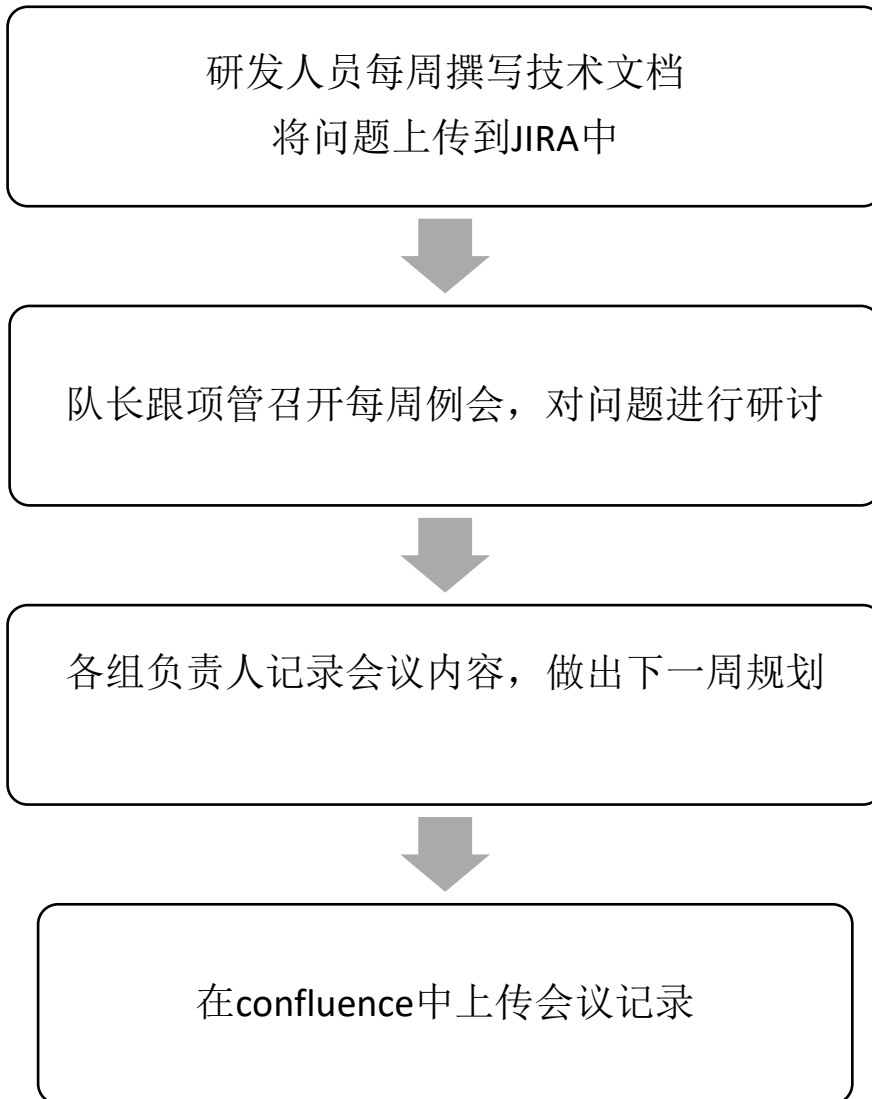 研发人员每周撰写技术文档
将问题上传到JIRA中
队长跟项管召开每周例会，对问题进行研讨
各组负责人记录会议内容，做出下一周规划
在confluence中上传会议记录